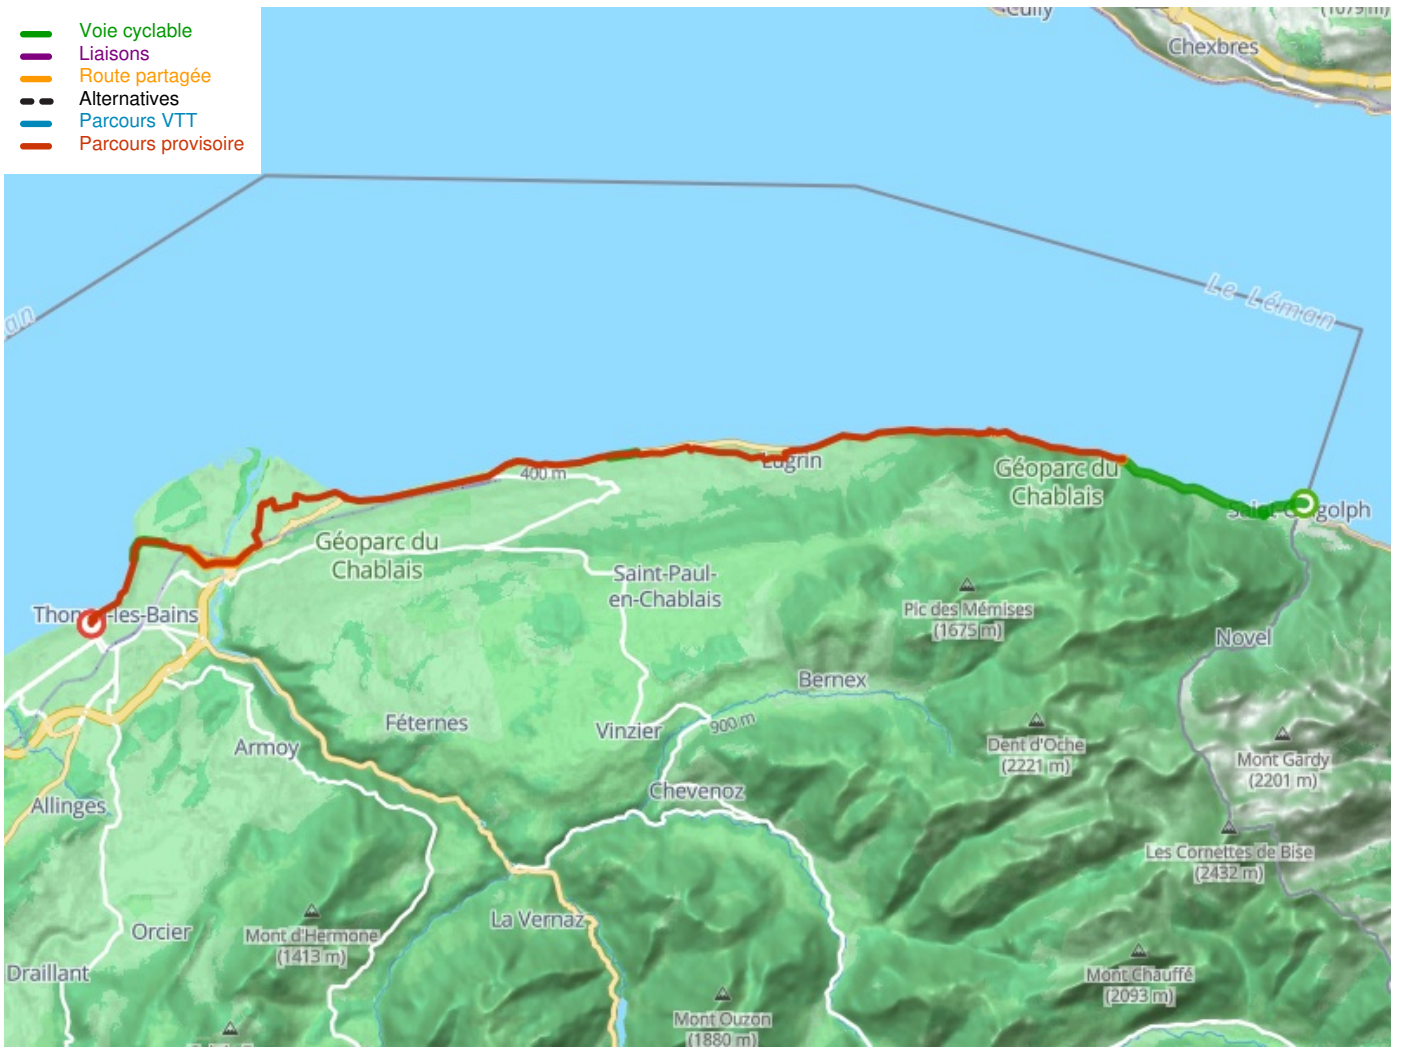 Voie cyclable
Liaisons
Route partagée
Alternatives
Parcours VTT
Parcours provisoire
Cully
(1079 m)
Chexbres
Le Léman
an
400 m
Lugrin
Géoparc du
Chablais
Géoparc du
Chablais
Saint-Paul-
en-Chablais
Pic des Mémises
(1675 m)
Novel
Bernex
Féternes
Vinzier
900 m
Dent d'Oche
(2221 m)
Mont Gardy
(2201 m)
Armoy
Allinges
Chevenoz
Les Cornettes de Bise
(2432 m)
La Vernaz
Orcier
Mont d'Hermone
(1413 m)
Draillant
Mont Chauffé
(2093 m)
Mont Ouzon
(1880 m)